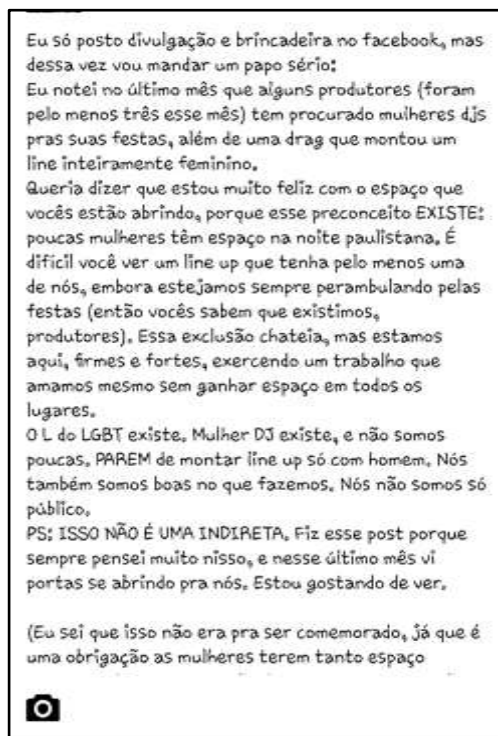 Eu só posto divulgação e brincadeira no facebook, mas
dessa vez vou mandar um papo sério:
Eu notei no último mês que alguns produtores (foram
pelo menos três esse mês) tem procurado mulheres djs
pras suas festas, além de uma drag que montou um
line inteiramente feminino.
Queria dizer que estou muito feliz com o espaço que
vocês estão abrindo, porque esse preconceito EXISTE:
poucas mulheres têm espaço na noite paulistana. É
difícil você ver um line up que tenha pelo menos uma
de nós, embora estejamos sempre perambulando pelas
festas (então vocês sabem que existimos,
produtores). Essa exclusão chateia, mas estamos
aqui, firmes e fortes, exercendo um trabalho que
amamos mesmo sem ganhar espaço em todos os
lugares.
O L do LGBT existe. Mulher DJ existe, e não somos
poucas. PAREM de montar line up só com homem. Nós
também somos boas no que fazemos. Nós não somos só
público.
PS: ISSO NÃO É UMA INDIRETA. Fiz esse post porque
sempre pensei muito nisso, e nesse último mês vi
portas se abrindo pra nós. Estou gostando de ver.
(Eu sei que isso não era pra ser comemorado, já que é
uma obrigação as mulheres terem tanto espaço